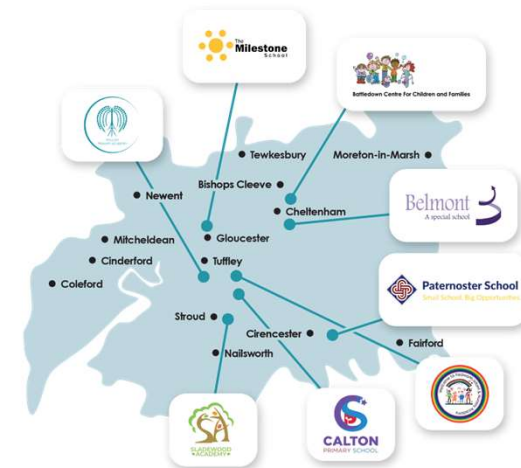 The
Milestone
School
Battledown Centre For Children and Families
Tewkesbury
Moreton-in-Marsh
Bishops Cleeve
Newent
Cheltenham
Belmont
A special school
Mitcheldean
Gloucester
Cinderford
Tuffley
Coleford
Paternoster School
Small School, Big Opportunities
Stroud
Cirencester
Fairford
Nailsworth
SLADEWOOD
ACADEMY
CALTON
PRIMARY SCHOOL